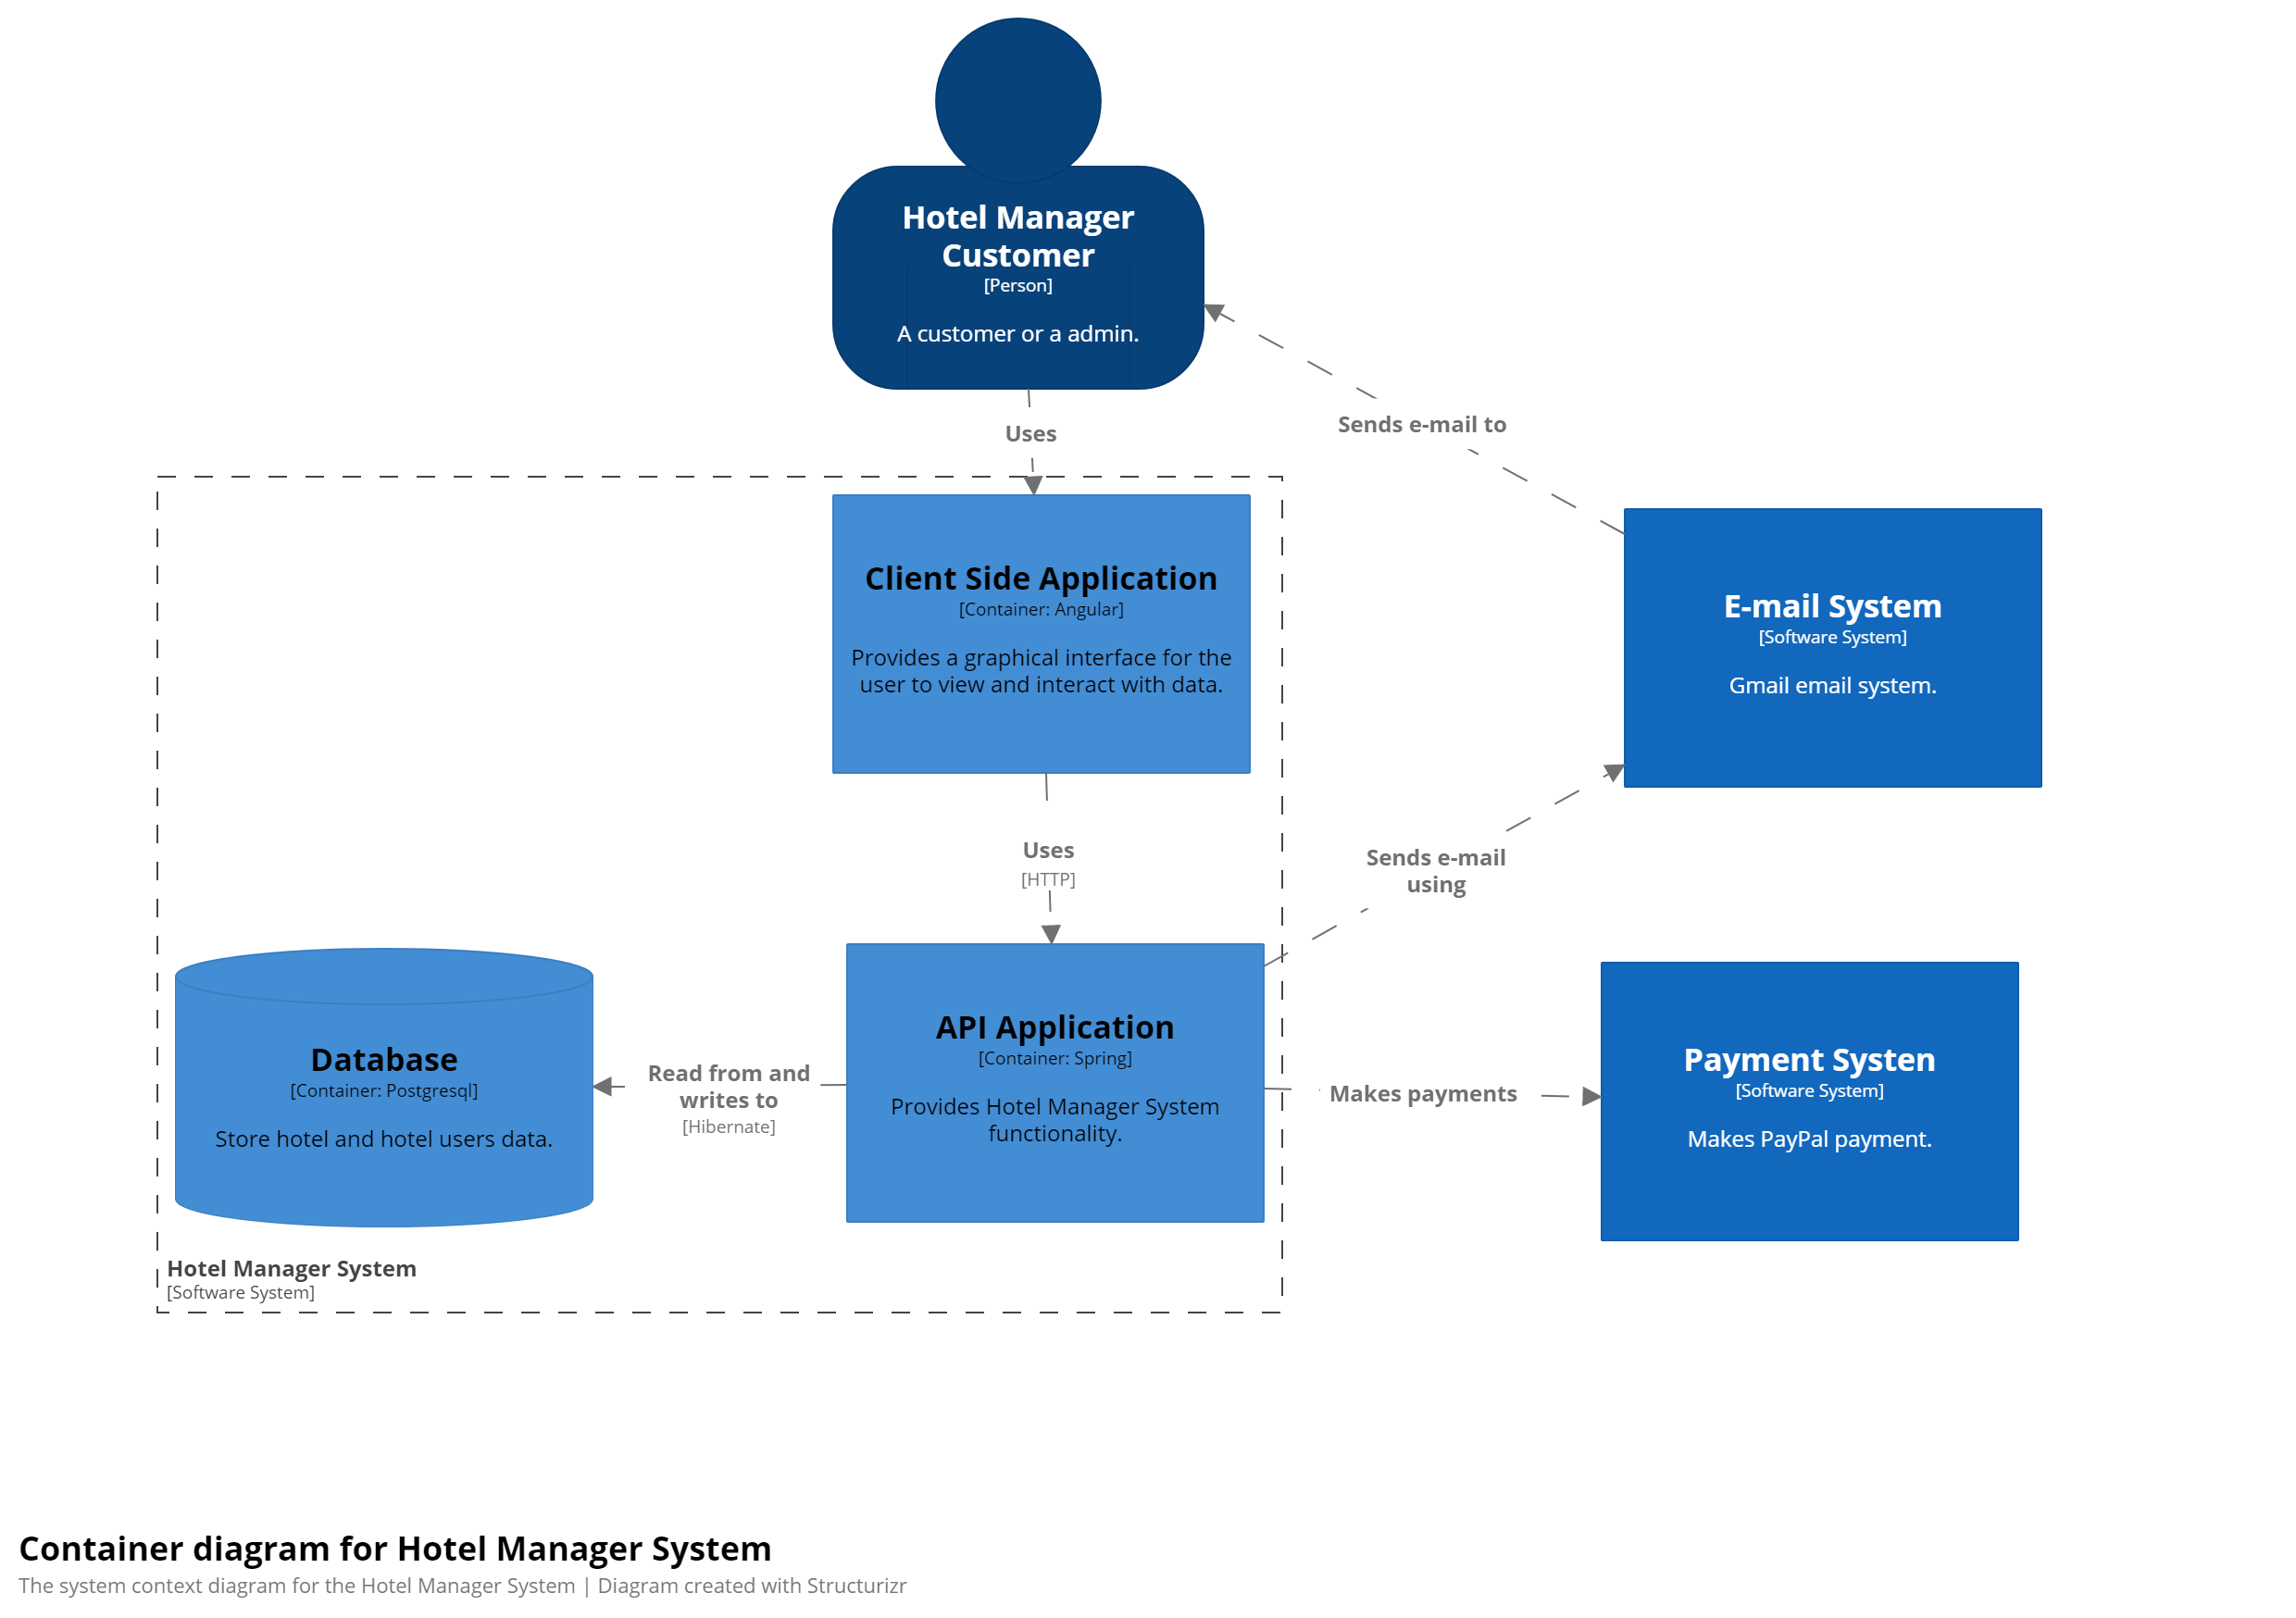 Hotel Manager
Customer
[Person]
A customer or a admin.
Uses
Sends e-mail to
Client Side Application
[Container: Angular]
Provides a graphical interface for the
user to view and interact with data.
E-mail System
[Software System]
Gmail email system.
Uses
[HTTP]
Sends e-mail
using
Database
[Container: Postgresql]
Store hotel and hotel users data.
Read from and
writes to
[Hibernate]
API Application
[Container: Spring]
Provides Hotel Manager System
functionality.
Makes payments
Payment Systen
[Software System]
Makes PayPal payment.
Hotel Manager System
[Software System]
Container diagram for Hotel Manager System
The system context diagram for the Hotel Manager System | Diagram created with Structurizr